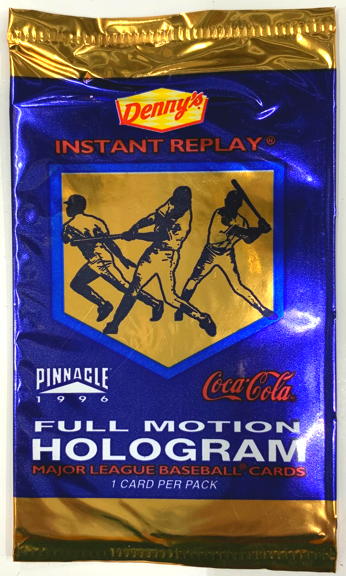 Denny's
INSTANT REPLAY®
PINNACLE
1996
Coca-Cola
FULL MOTION
HOLOGRAM
MAJOR LEAGUE BASEBALL® CARDS
1 CARD PER PACK